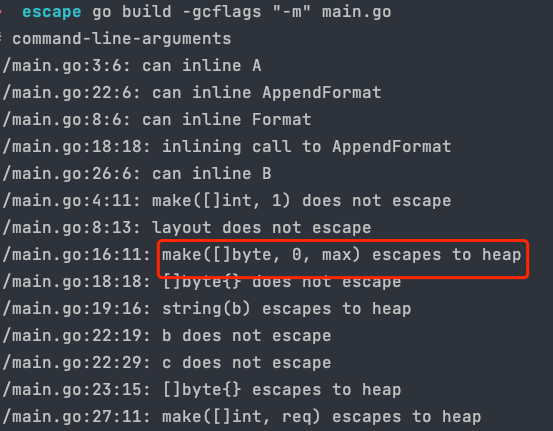 escape go build -gcflags "-m" main.go
# command-line-arguments
/main.go:3:6: can inline A
/main.go:22:6: can inline AppendFormat
/main.go:8:6: can inline Format
/main.go:18:18: inlining call to AppendFormat
/main.go:26:6: can inline B
/main.go:4:11: make([]int, 1) does not escape
/main.go:8:13: layout does not escape
/main.go:16:11: make([]byte, 0, max) escapes to heap
/main.go:18:18: []byte{} does not escape
/main.go:19:16: string(b) escapes to heap
/main.go:22:19: b does not escape
/main.go:22:29: c does not escape
/main.go:23:15: []byte{} escapes to heap
/main.go:27:11: make([]int, req) escapes to heap